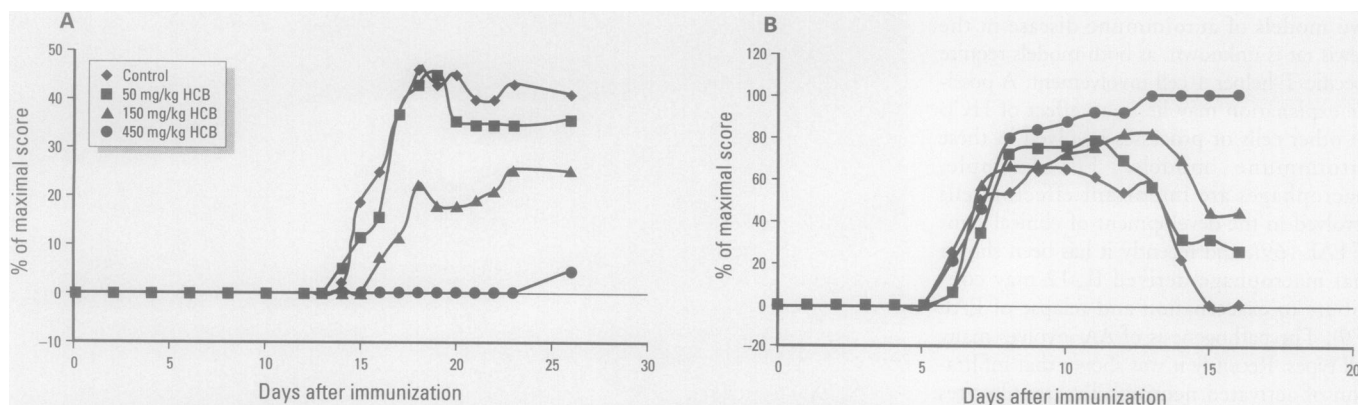 A
% of maximal score
50
40
30
20
10
0
–10
Control
50 mg/kg HCB
150 mg/kg HCB
450 mg/kg HCB
0 5 10 15 20 25 30
Days after immunization
B
% of maximal score
120
100
80
60
40
20
0
–20
0 5 10 15 20
Days after immunization